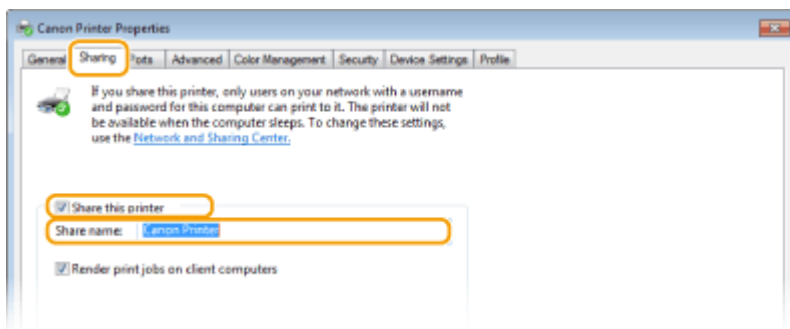 Canon Printer Properties
General Sharing Ports Advanced Color Management Security Device Settings Profile
If you share this printer, only users on your network with a username
and password for this computer can print to it. The printer will not
be available when the computer sleeps. To change these settings,
use the Network and Sharing Center.
Share this printer
Share name: Canon Printer
Render print jobs on client computers